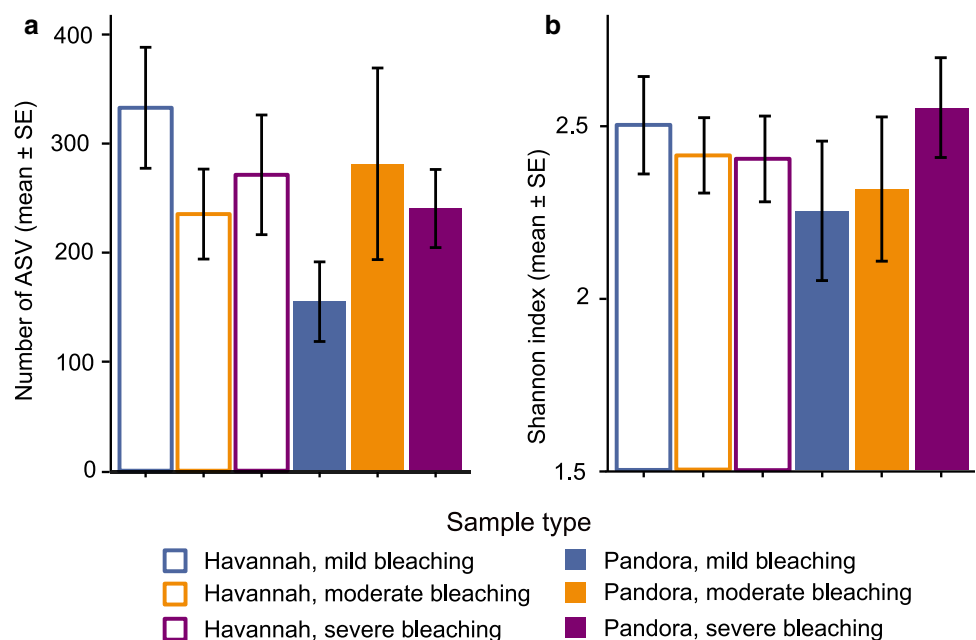 a
Number of ASV (mean ± SE)
400
300
200
100
0
b
Shannon index (mean ± SE)
2.5
2
1.5
Sample type
Havannah, mild bleaching
Havannah, moderate bleaching
Havannah, severe bleaching
Pandora, mild bleaching
Pandora, moderate bleaching
Pandora, severe bleaching